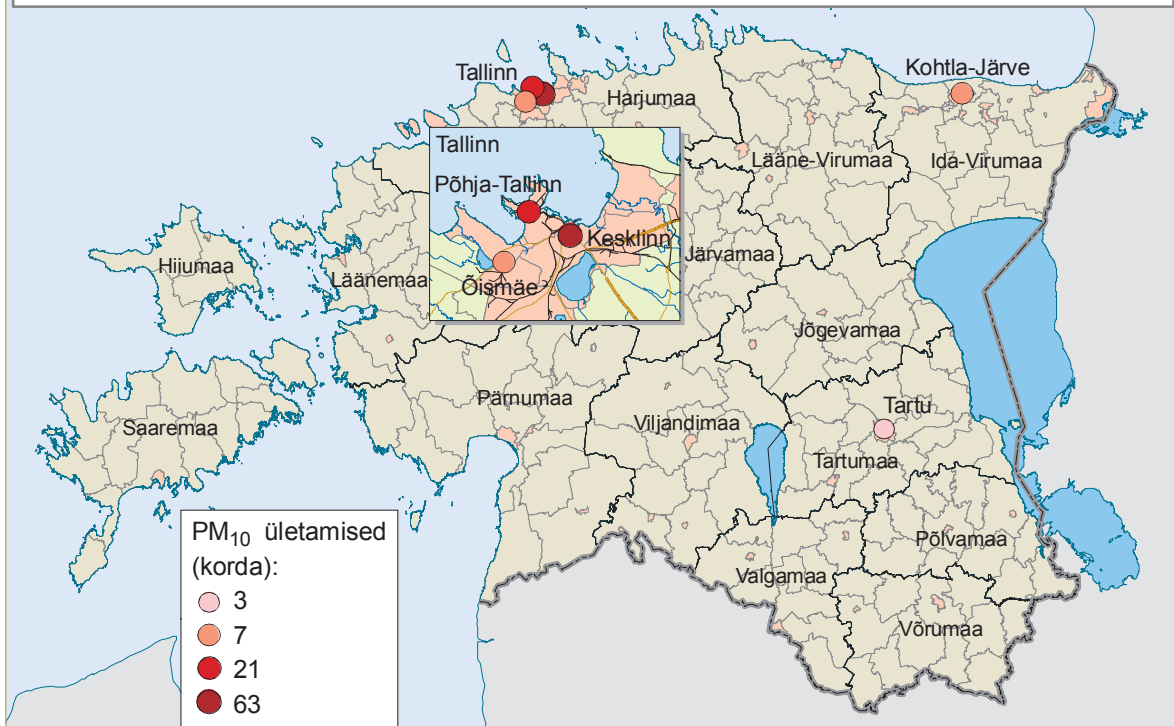 Tallinn
Kohtla-Järve
Harjumaa
Lääne-Virumaa
Ida-Virumaa
Tallinn
Põhja-Tallinn
Kesklinn
Õismäe
Hiiumaa
Läänemaa
Järvamaa
Jõgevamaa
Saaremaa
Pärnumaa
Viljandimaa
Tartu
Tartumaa
Põlvamaa
Valgamaa
Võrumaa
PM₁₀ ületamised
(korda):
3
7
21
63